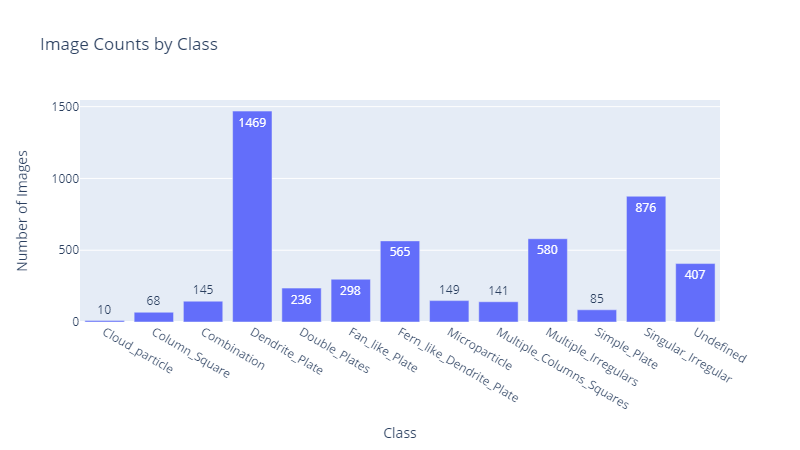 Image Counts by Class
Number of Images
1500
1000
500
0
10
68
145
1469
236
298
565
149
141
580
85
876
407
Cloud_particle
Column_Square
Combination
Dendrite_Plate
Double_Plates
Fan_like_Plate
Fern_like_Dendrite_Plate
Microparticle
Multiple_Columns_Squares
Multiple_Irregulars
Simple_Plate
Singular_Irregular
Undefined
Class